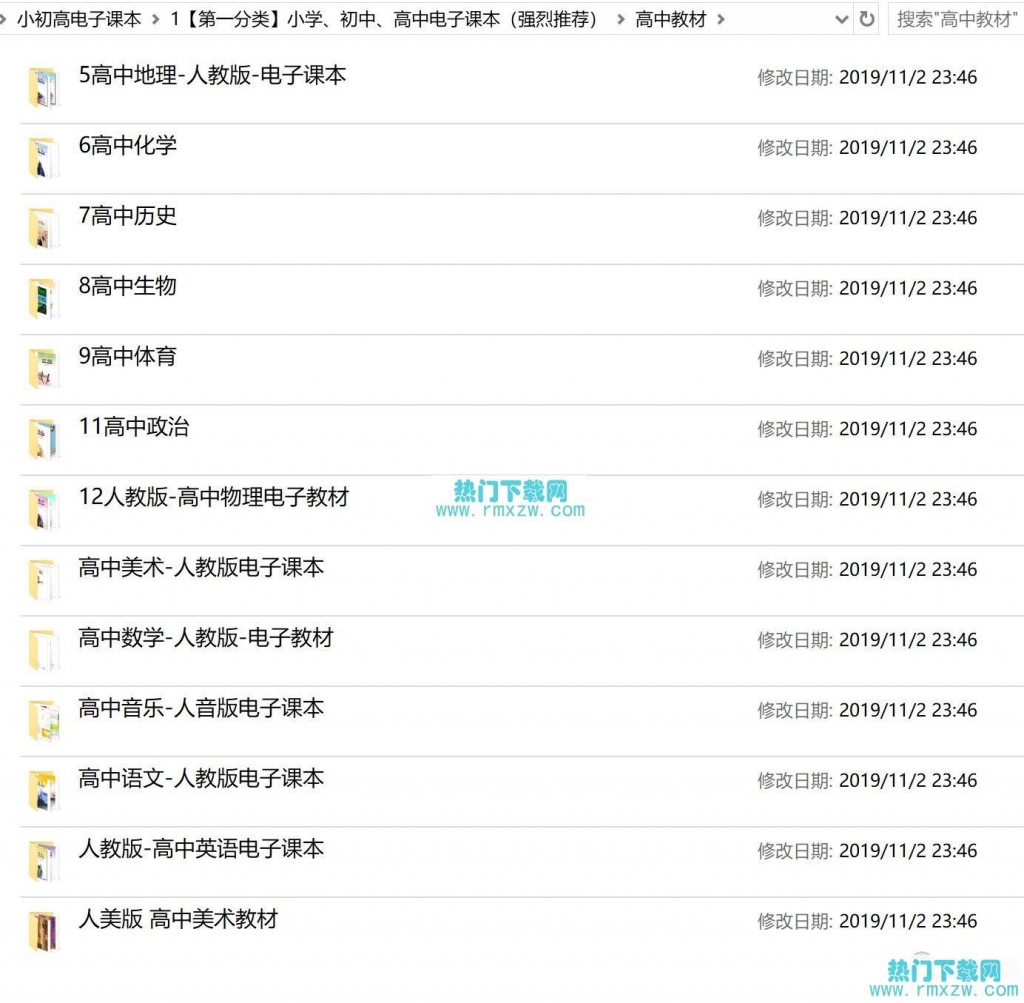 小初高电子课本 > 1【第一分类】小学、初中、高中电子课本（强烈推荐） > 高中教材 > 搜索"高中教材"
5高中地理-人教版-电子课本 修改日期: 2019/11/2 23:46
6高中化学 修改日期: 2019/11/2 23:46
7高中历史 修改日期: 2019/11/2 23:46
8高中生物 修改日期: 2019/11/2 23:46
9高中体育 修改日期: 2019/11/2 23:46
11高中政治 修改日期: 2019/11/2 23:46
12人教版-高中物理电子教材 修改日期: 2019/11/2 23:46
热门下载网
www.rmxzw.com
高中美术-人教版电子课本 修改日期: 2019/11/2 23:46
高中数学-人教版-电子教材 修改日期: 2019/11/2 23:46
高中音乐-人音版电子课本 修改日期: 2019/11/2 23:46
高中语文-人教版电子课本 修改日期: 2019/11/2 23:46
人教版-高中英语电子课本 修改日期: 2019/11/2 23:46
人美版 高中美术教材 修改日期: 2019/11/2 23:46
热门下载网
www.rmxzw.com